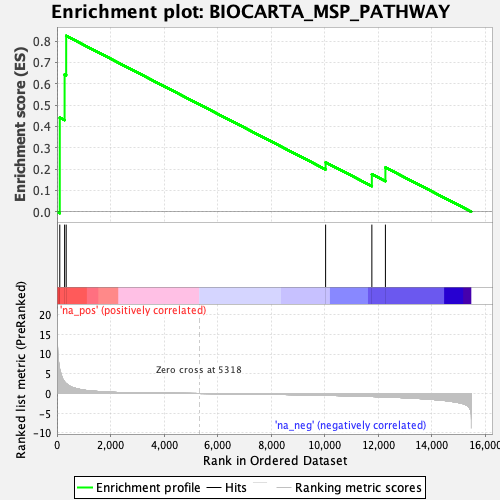 Enrichment plot: BIOCARTA_MSP_PATHWAY
Enrichment score (ES)
0.8
0.7
0.6
0.5
0.4
0.3
0.2
0.1
0.0
'na_pos' (positively correlated)
Ranked list metric (PreRanked)
20
15
10
5
0
-5
-10
Zero cross at 5318
'na_neg' (negatively correlated)
0 2,000 4,000 6,000 8,000 10,000 12,000 14,000 16,000
Rank in Ordered Dataset
Enrichment profile Hits Ranking metric scores